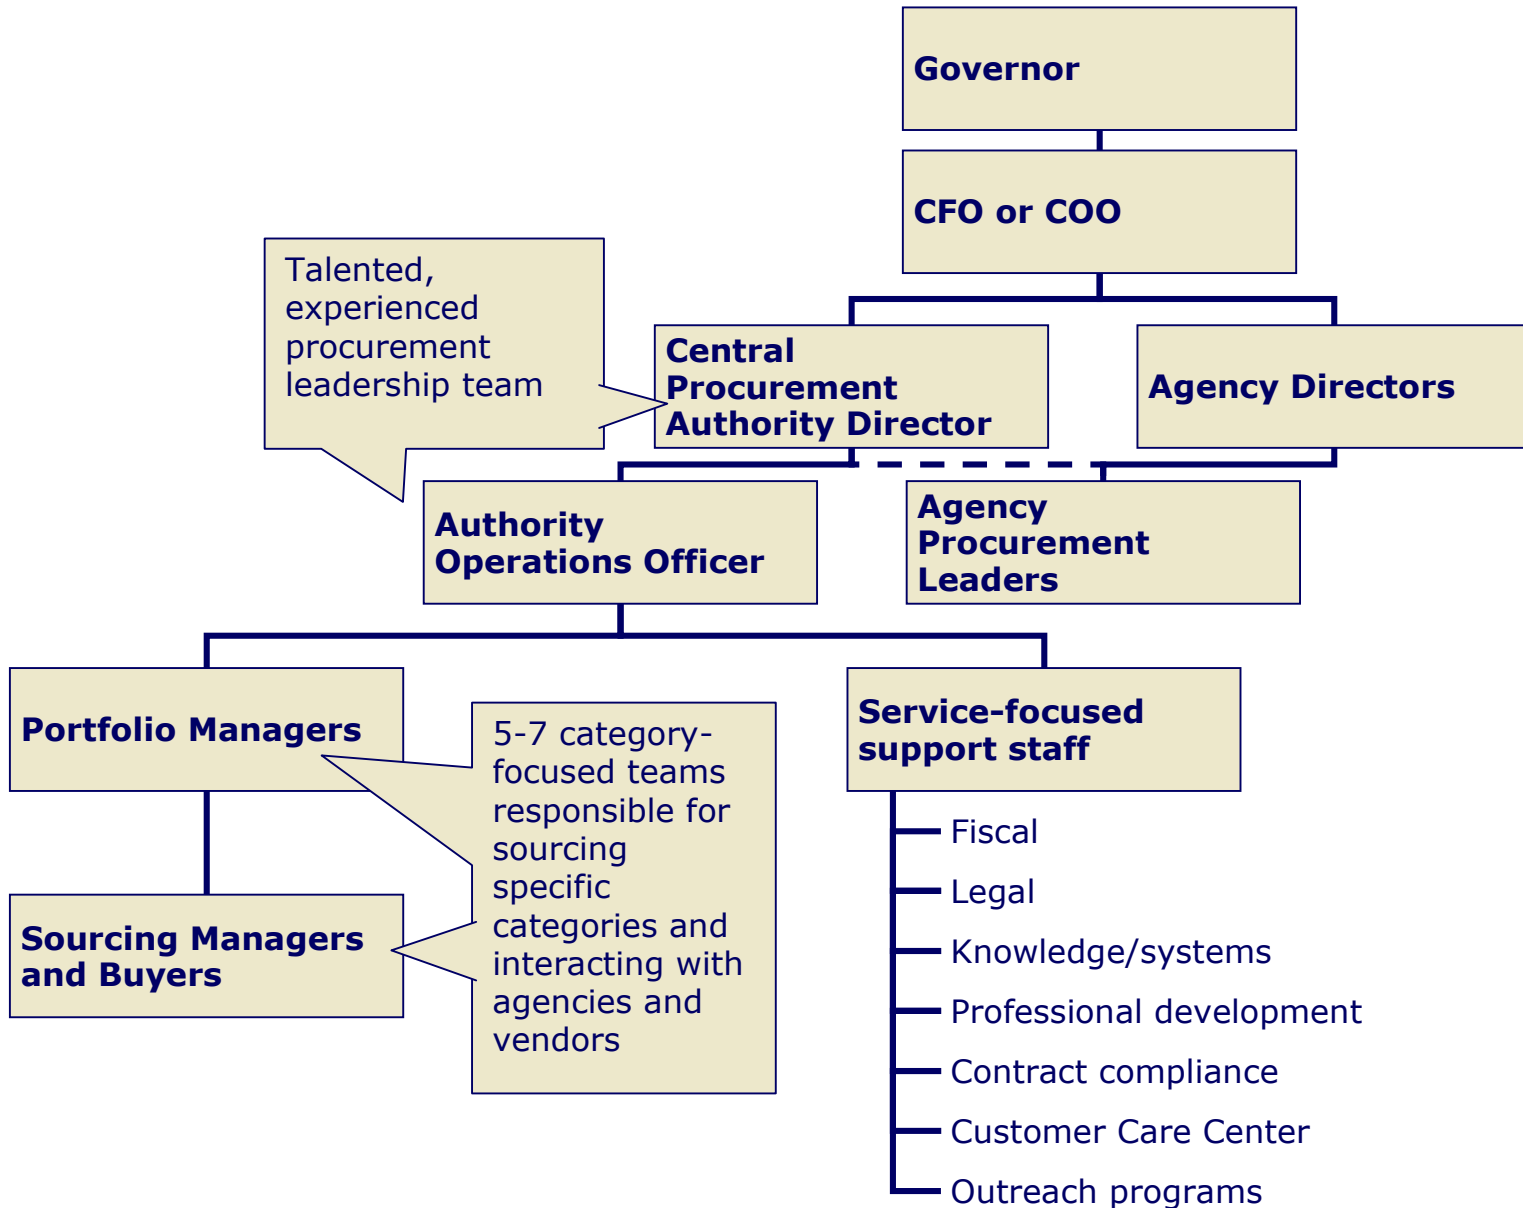 Governor
CFO or COO
Talented,
experienced
procurement
leadership team
Central
Procurement
Authority Director
Agency Directors
Authority
Operations Officer
Agency
Procurement
Leaders
Portfolio Managers
5-7 category-
focused teams
responsible for
sourcing
specific
categories and
interacting with
agencies and
vendors
Service-focused
support staff
Sourcing Managers
and Buyers
Fiscal
Legal
Knowledge/systems
Professional development
Contract compliance
Customer Care Center
Outreach programs